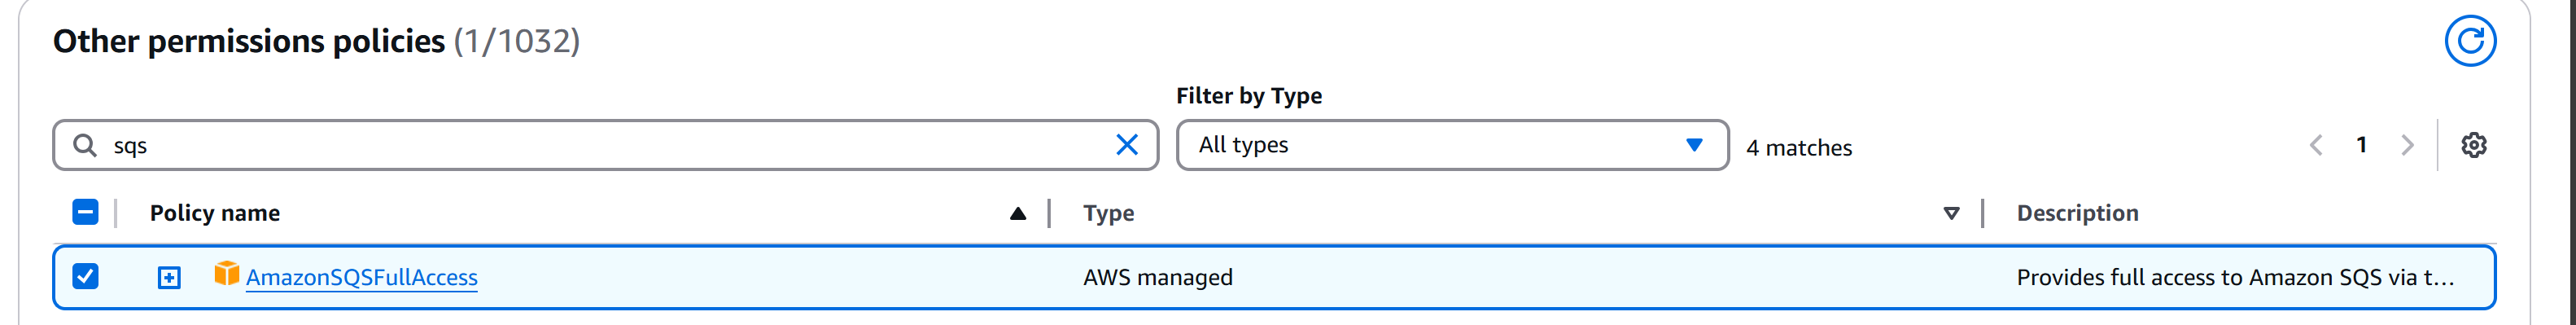 Other permissions policies (1/1032)
Filter by Type
sqs
All types
4 matches
1
Policy name
Type
Description
AmazonSQSFullAccess
AWS managed
Provides full access to Amazon SQS via t...